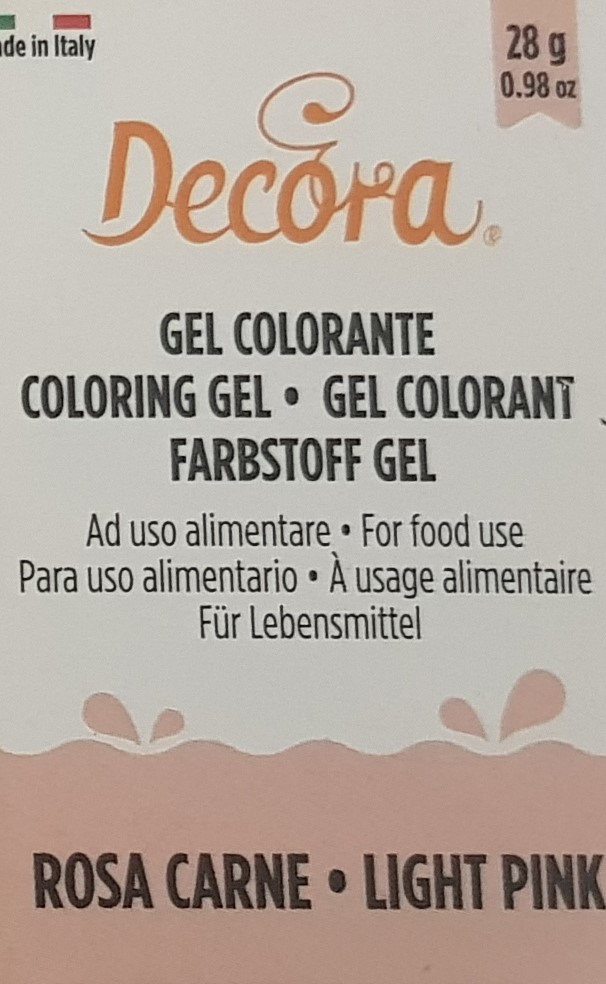 de in Italy
28 g
0.98 oz
Decora®
GEL COLORANTE
COLORING GEL • GEL COLORANT
FARBSTOFF GEL
Ad uso alimentare • For food use
Para uso alimentario • À usage alimentaire
Für Lebensmittel
ROSA CARNE • LIGHT PINK